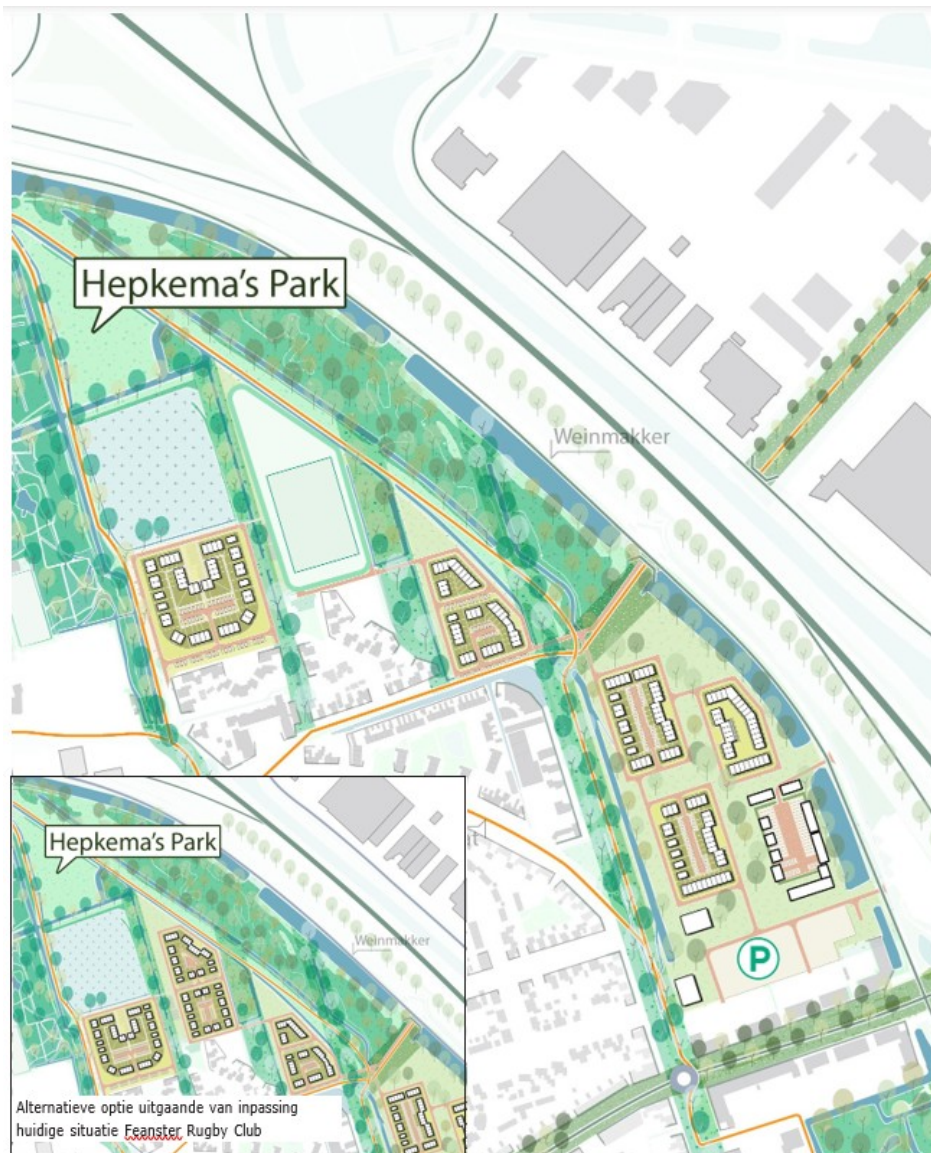 Hepkema's Park
Weinmakker
P
Hepkema's Park
Weinmakker
Alternatieve optie uitgaande van inpassing
huidige situatie Feanster Rugby Club